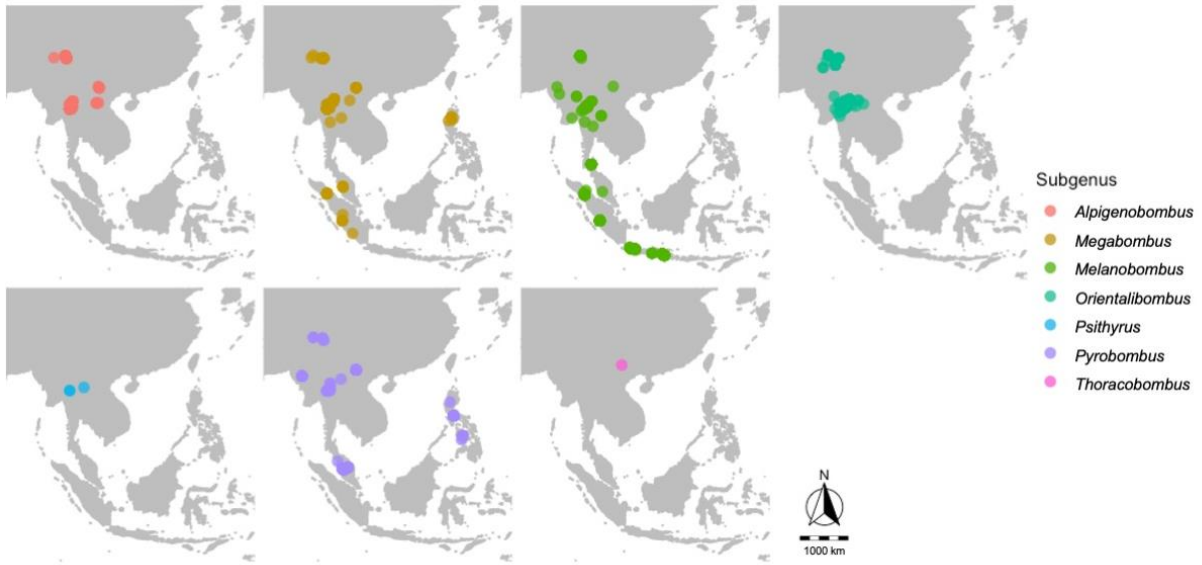 Subgenus
Alpigenobombus
Megabombus
Melanobombus
Orientalibombus
Psithyrus
Pyrobombus
Thoracobombus
N
1000 km